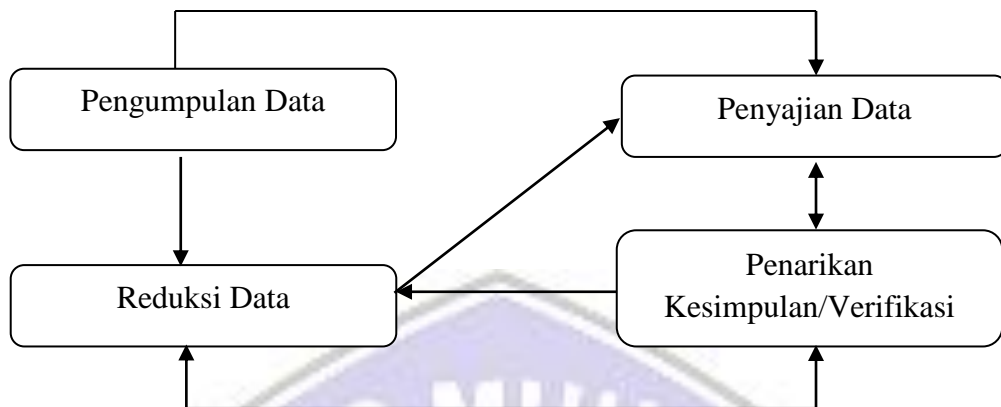 Pengumpulan Data
Penyajian Data
Reduksi Data
Penarikan
Kesimpulan/Verifikasi